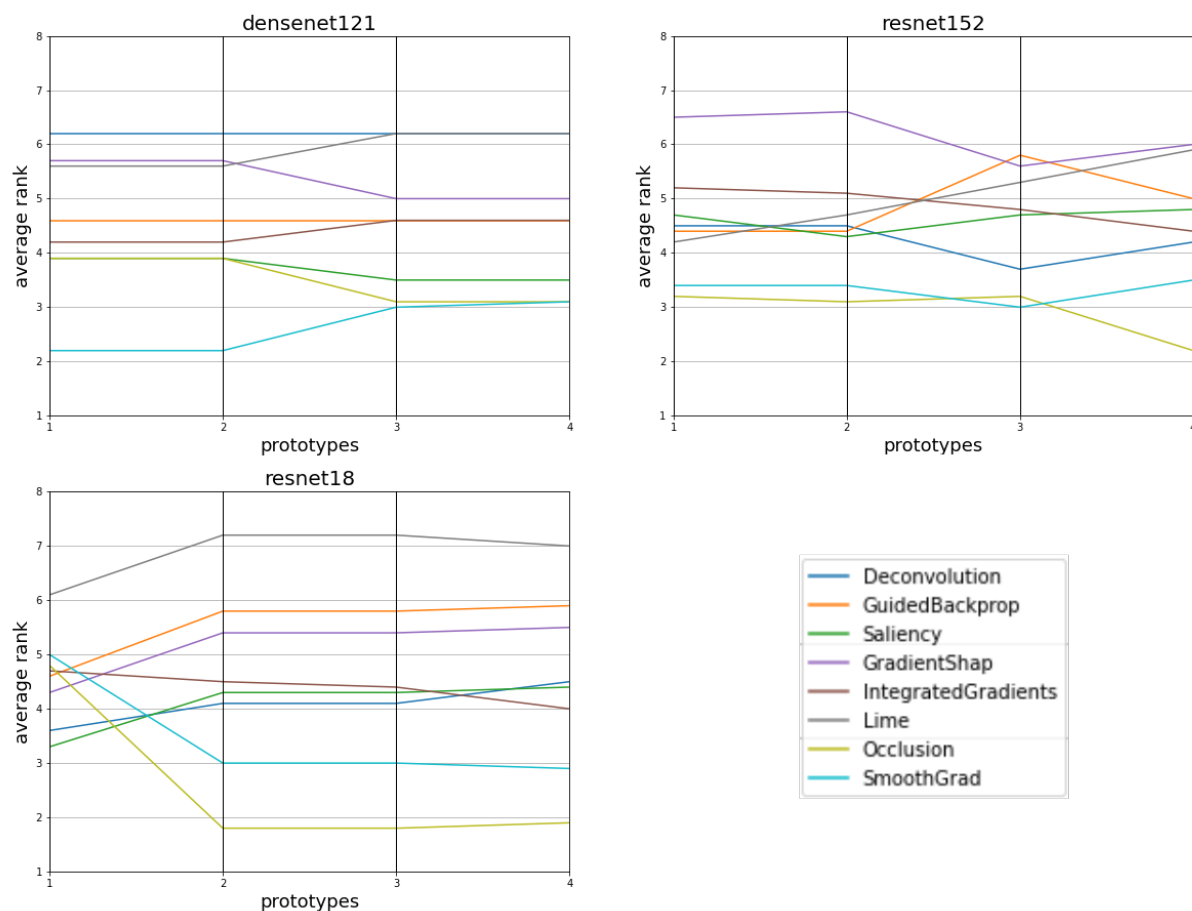 densenet121
8
7
6
5
4
3
2
1
average rank
1 2 3 4
prototypes
resnet152
8
7
6
5
4
3
2
1
average rank
1 2 3 4
prototypes
resnet18
8
7
6
5
4
3
2
1
average rank
1 2 3 4
prototypes
Deconvolution
GuidedBackprop
Saliency
GradientShap
IntegratedGradients
Lime
Occlusion
SmoothGrad